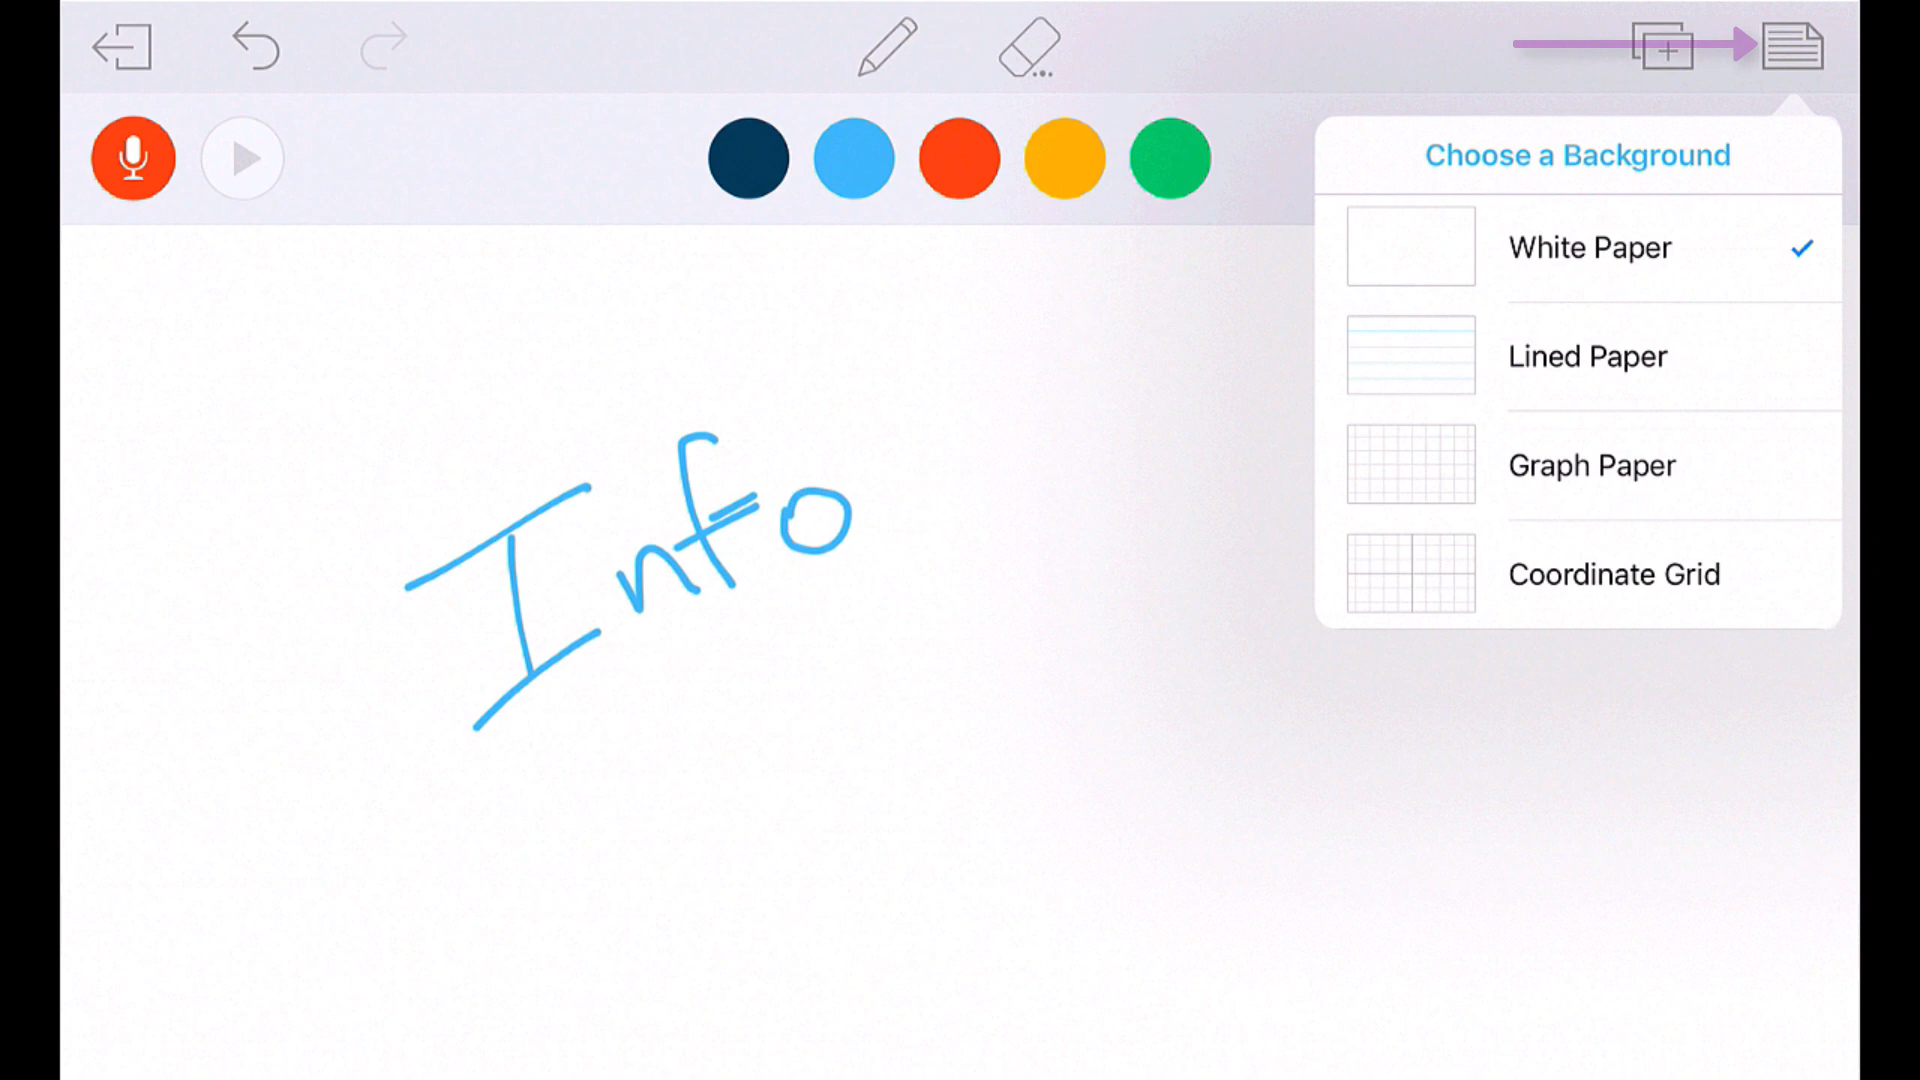 Choose a Background
White Paper
Lined Paper
Graph Paper
Coordinate Grid
Info